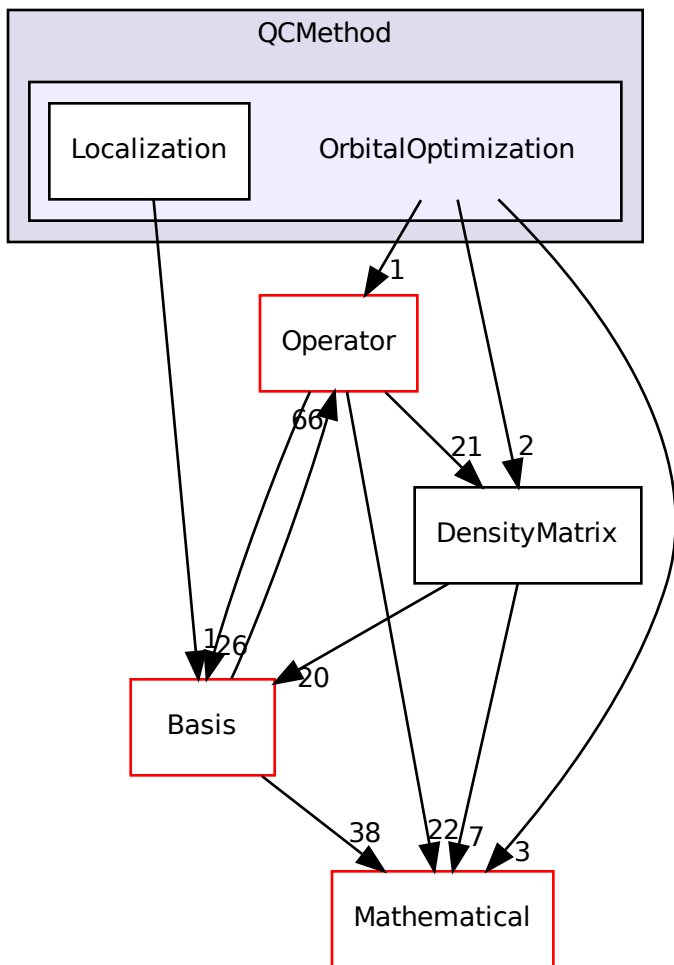 QCMethod
Localization
OrbitalOptimization
1
Operator
66
21
2
DensityMatrix
1
26
20
Basis
38
22
7
3
Mathematical